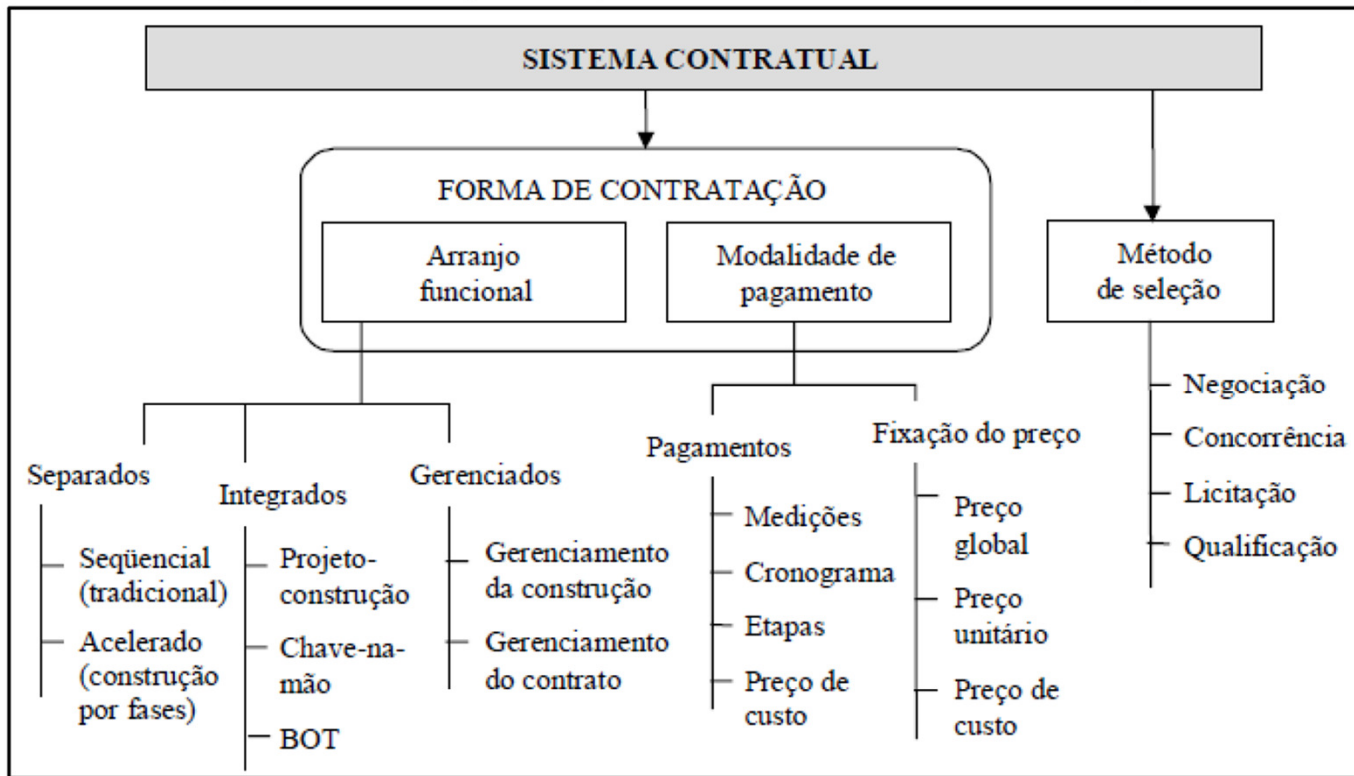 SISTEMA CONTRATUAL
FORMA DE CONTRATAÇÃO
Arranjo
funcional
Modalidade de
pagamento
Método
de seleção
Separados
Seqüencial
(tradicional)
Acelerado
(construção
por fases)
Integrados
Projeto-
construção
Chave-na-
mão
BOT
Gerenciados
Gerenciamento
da construção
Gerenciamento
do contrato
Pagamentos
Medições
Cronograma
Etapas
Preço de
custo
Fixação do preço
Preço
global
Preço
unitário
Preço de
custo
Negociação
Concorrência
Licitação
Qualificação